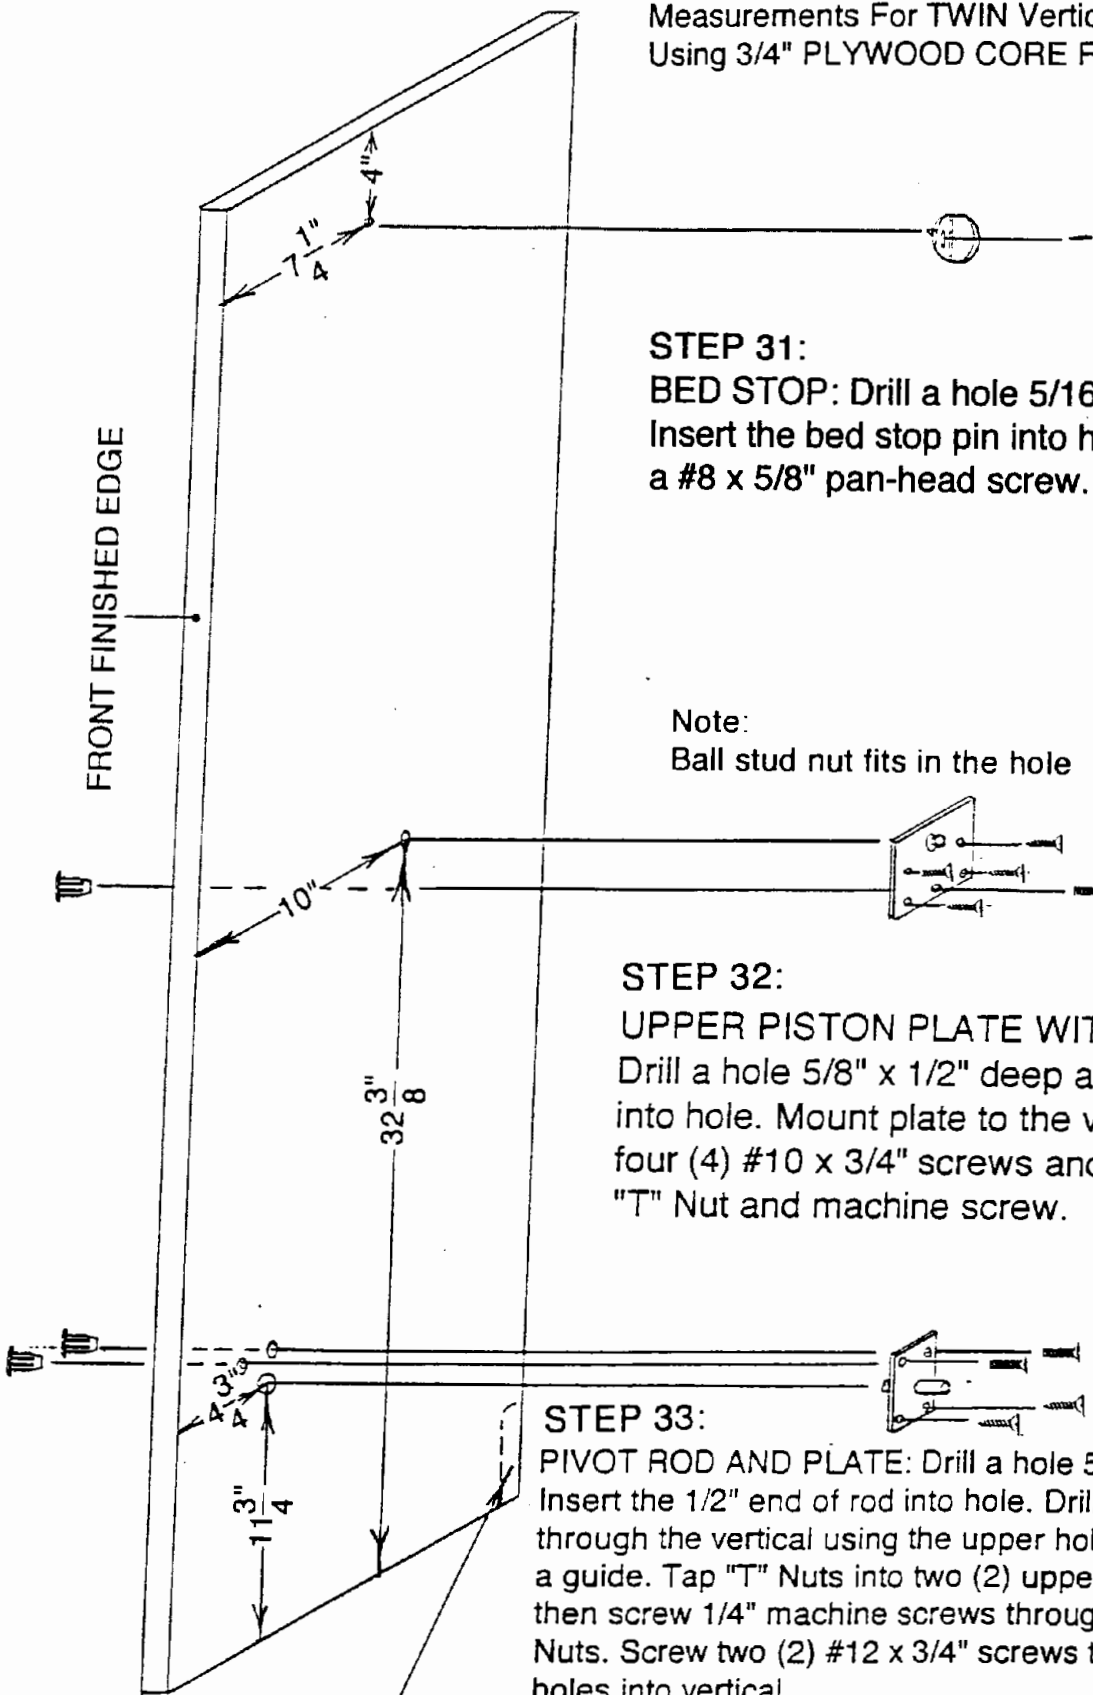 Measurements For TWIN Vertic
Using 3/4" PLYWOOD CORE
4"
7 1/4"
STEP 31:
BED STOP: Drill a hole 5/16
Insert the bed stop pin into h
a #8 x 5/8" pan-head screw.
FRONT FINISHED EDGE
Note:
Ball stud nut fits in the hole
10"
STEP 32:
UPPER PISTON PLATE WIT
Drill a hole 5/8" x 1/2" deep a
into hole. Mount plate to the v
four (4) #10 x 3/4" screws and
"T" Nut and machine screw.
32 3/8"
4 3/4"
11 3/4"
STEP 33:
PIVOT ROD AND PLATE: Drill a hole 5
Insert the 1/2" end of rod into hole. Dril
through the vertical using the upper hol
a guide. Tap "T" Nuts into two (2) uppe
then screw 1/4" machine screws throug
Nuts. Screw two (2) #12 x 3/4" screws t
holes into vertical